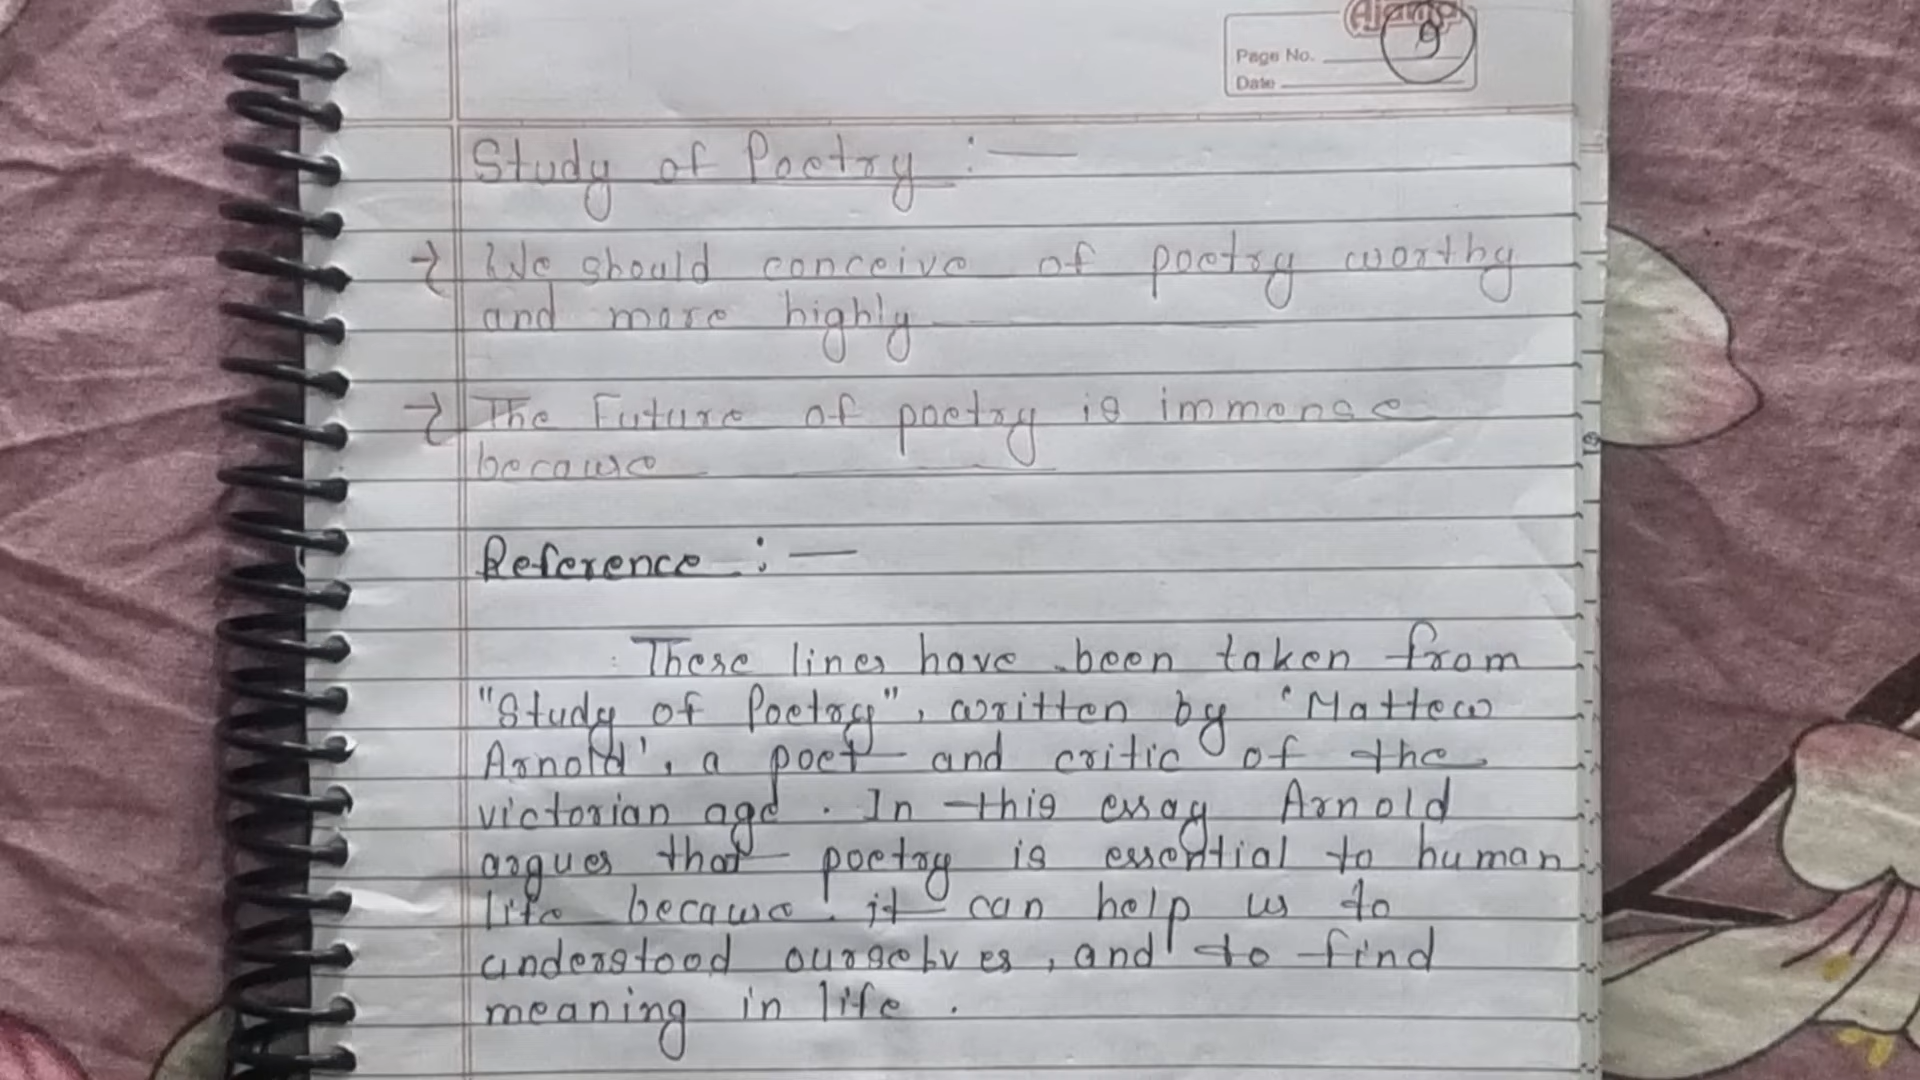 Ajanta
9
Page No.
Date
Study of Poetry :—
→ We should conceive of poetry worthy
and more highly
→ The Future of poetry is immense
because
Reference :—
These lines have been taken from
"Study of Poetry", written by 'Mattew
Arnold', a poet and critic of the
victorian age. In this essay Arnold
argues that poetry is essential to human
life because it can help us to
understood ourselves, and to find
meaning in life.